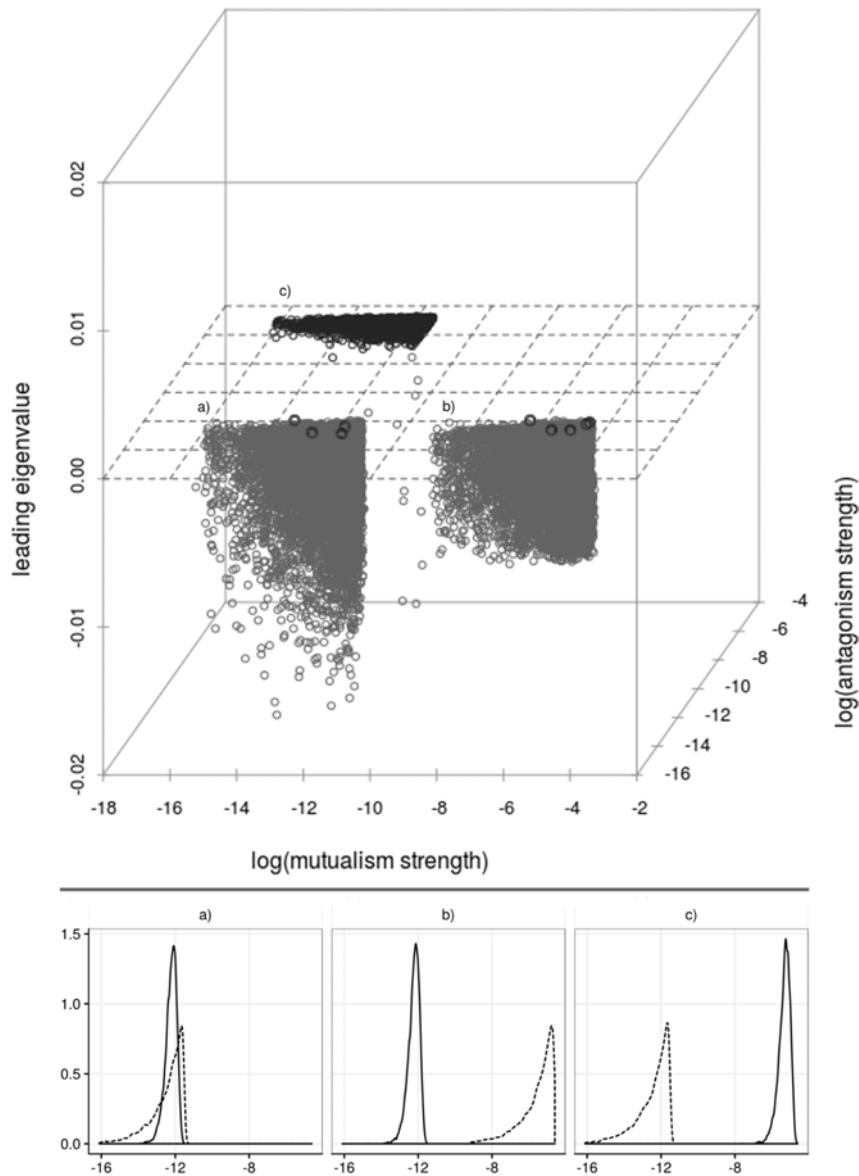 0.02
0.01
0.00
-0.01
-0.02
leading eigenvalue
c)
a)
b)
-4
-6
-8
-10
-12
-14
-16
log(antagonism strength)
-18 -16 -14 -12 -10 -8 -6 -4 -2
log(mutualism strength)
a) b) c)
1.5
1.0
0.5
0.0
-16 -12 -8 -16 -12 -8 -16 -12 -8